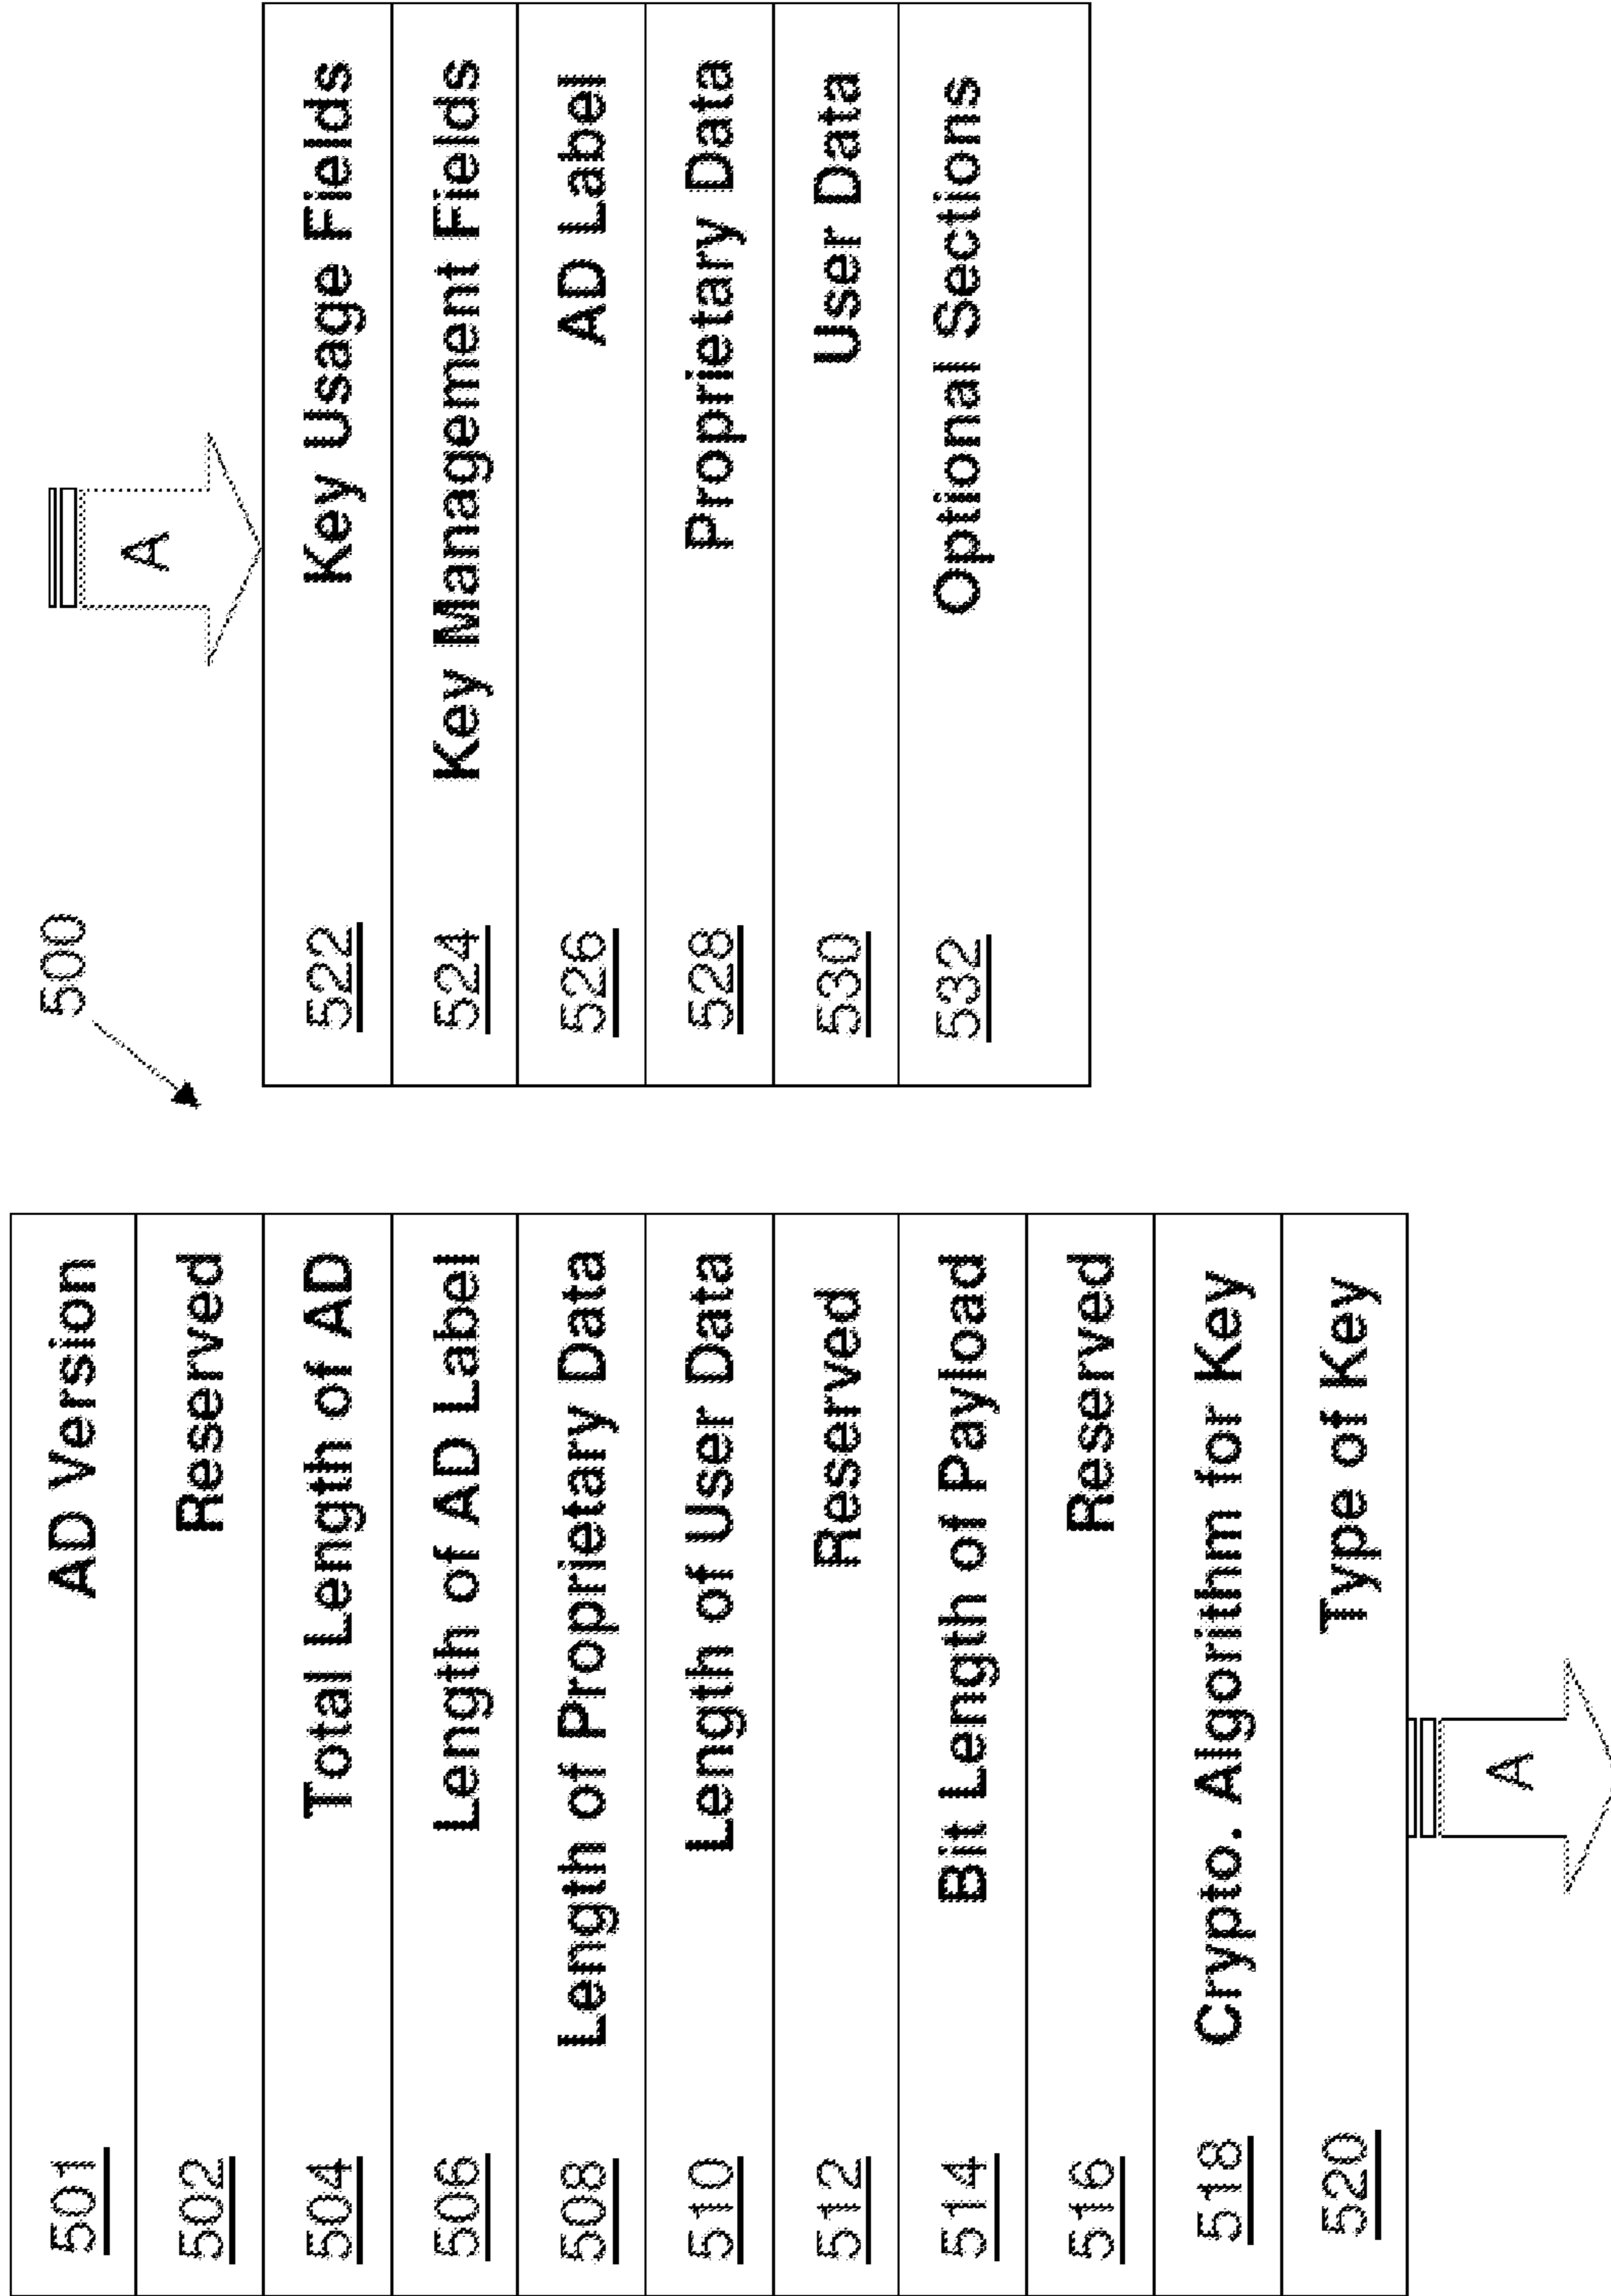 500
501 AD Version
502 Reserved
504 Total Length of AD
506 Length of AD Label
508 Length of Proprietary Data
510 Length of User Data
512 Reserved
514 Bit Length of Payload
516 Reserved
518 Crypto. Algorithm for Key
520 Type of Key
A
A
522 Key Usage Fields
524 Key Management Fields
526 AD Label
528 Proprietary Data
530 User Data
532 Optional Sections